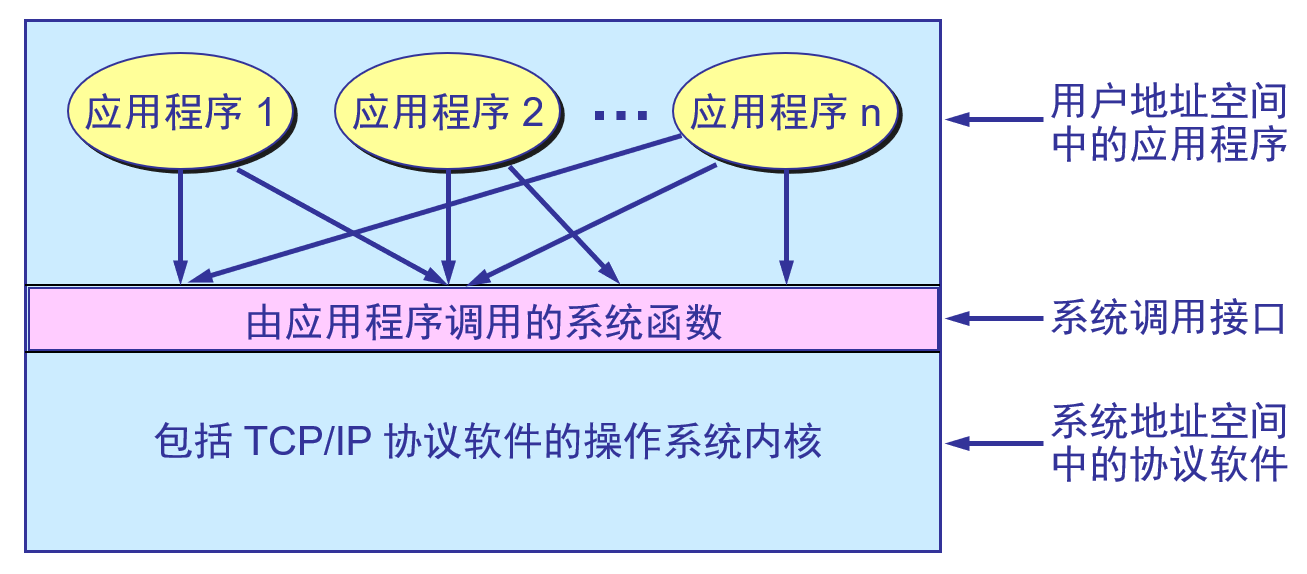 应用程序 1
应用程序 2
…
应用程序 n
用户地址空间
中的应用程序
由应用程序调用的系统函数
系统调用接口
包括 TCP/IP 协议软件的操作系统内核
系统地址空间
中的协议软件